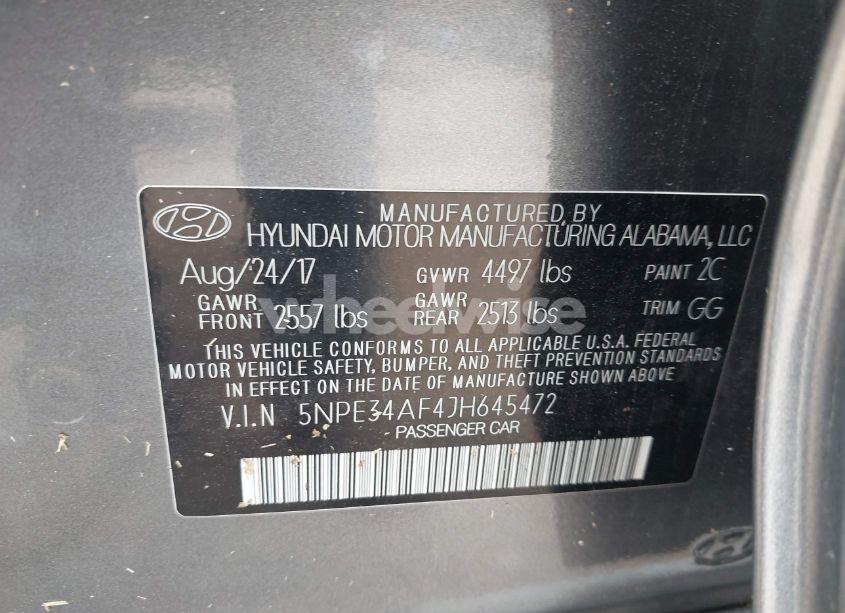 MANUFACTURED BY
HYUNDAI MOTOR MANUFACTURING ALABAMA, LLC
Aug/24/17 GVWR 4497 lbs PAINT 2C
GAWR FRONT 2557 lbs GAWR REAR 2513 lbs TRIM GG
THIS VEHICLE CONFORMS TO ALL APPLICABLE U.S.A. FEDERAL
MOTOR VEHICLE SAFETY, BUMPER, AND THEFT PREVENTION STANDARDS
IN EFFECT ON THE DATE OF MANUFACTURE SHOWN ABOVE
V.I.N 5NPE34AF4JH645472
PASSENGER CAR
wheelwise